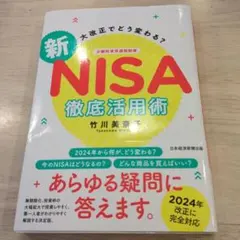 大改正でどう変わる?
新
NISA
徹底活用術
竹川美奈子
2024年から何が、どう変わる?
今のNISAはどうなるの?
どんな商品を買えばいい?
あらゆる疑問に
答えます。
2024年
改正に
完全対応
日本経済新聞出版